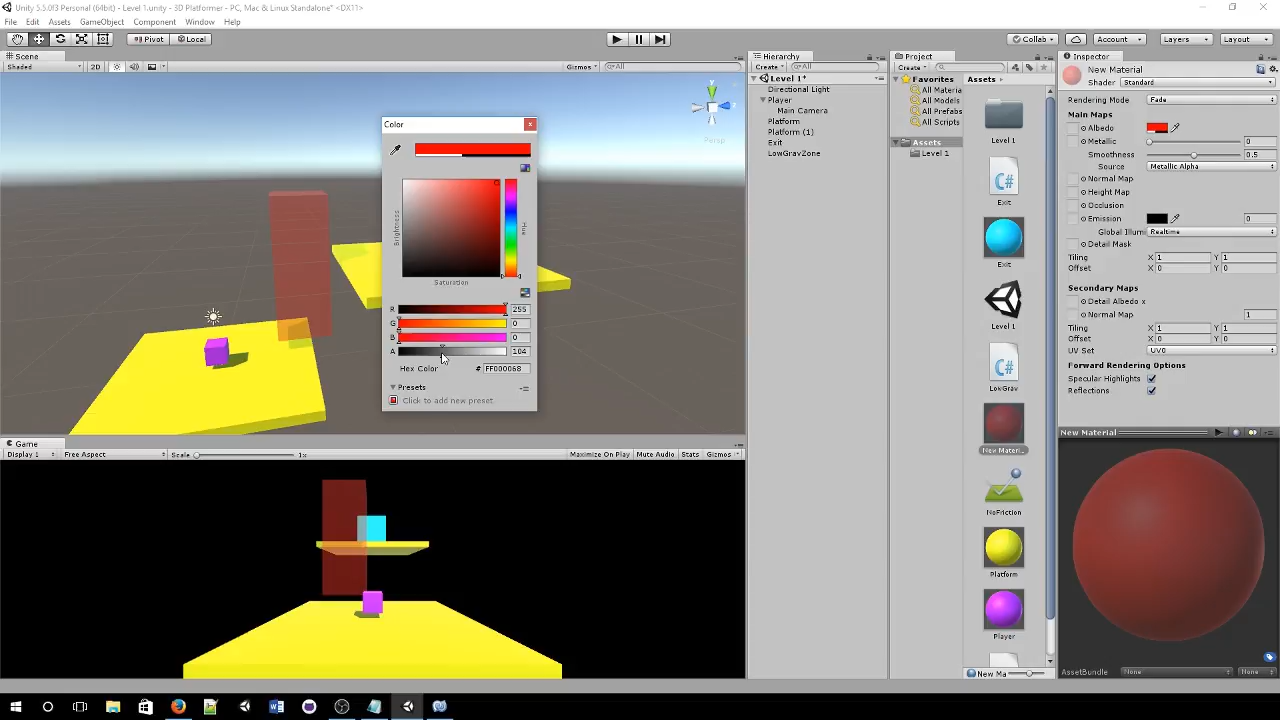 Unity 5.5.0f3 Personal (64bit) - Level 1.unity - 3D Platformer - PC, Mac & Linux Standalone* <DX11>
File Edit Assets GameObject Component Window Help
Pivot Local Collab Account Layers Layout
Scene
Shaded 2D Gizmos All
y
z
Persp
Color
Brightness
Hue
Saturation
R 255
G 0
B 0
A 104
Hex Color # FF000068
Presets
Click to add new preset
Game
Display 1 Free Aspect Scale 1x Maximize On Play Mute Audio Stats Gizmos
Hierarchy
Create All
Level 1*
Directional Light
Player
Main Camera
Platform
Platform (1)
Exit
LowGravZone
Project
Create
Favorites
All Materia
All Models
All Prefabs
All Scripts
Assets
Level 1
Assets
Level 1
C#
Exit
Exit
Level 1
C#
LowGrav
New Materi...
NoFriction
Platform
Player
New Ma
Inspector
New Material
Shader Standard
Rendering Mode Fade
Main Maps
Albedo
Metallic 0
Smoothness 0.5
Source Metallic Alpha
Normal Map
Height Map
Occlusion
Emission 0
Global Illum Realtime
Detail Mask
Tiling X 1 Y 1
Offset X 0 Y 0
Secondary Maps
Detail Albedo x
Normal Map 1
Tiling X 1 Y 1
Offset X 0 Y 0
UV Set UV0
Forward Rendering Options
Specular Highlights
Reflections
New Material
AssetBundle None None